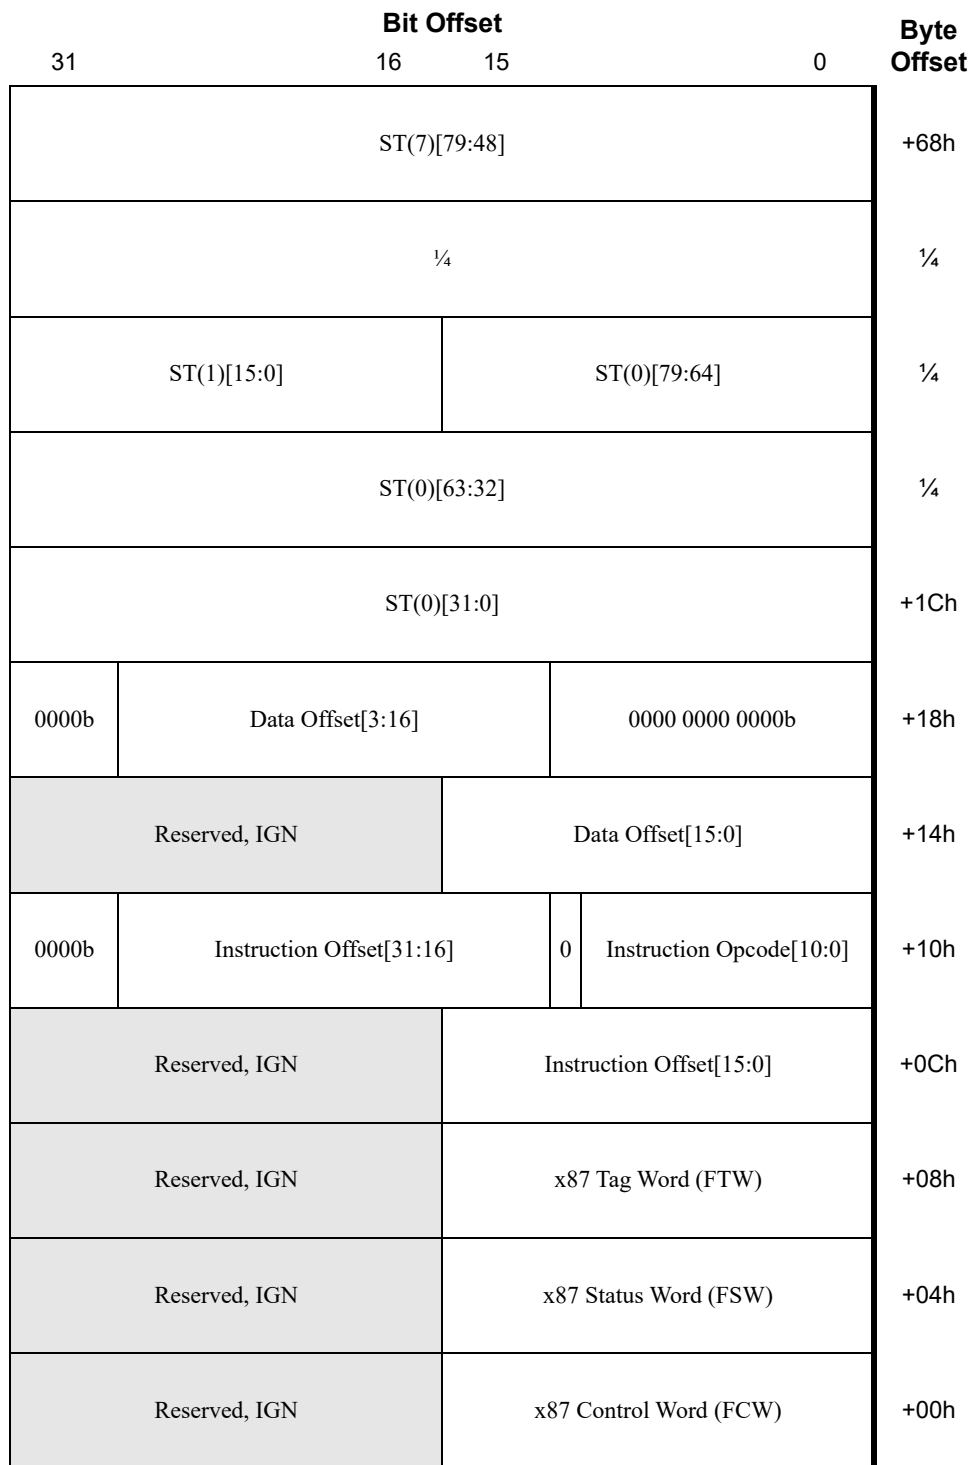 Bit Offset
Byte Offset
31 16 15 0
ST(7)[79:48] +68h
¼ ¼
ST(1)[15:0] ST(0)[79:64] ¼
ST(0)[63:32] ¼
ST(0)[31:0] +1Ch
0000b Data Offset[3:16] 0000 0000 0000b +18h
Reserved, IGN Data Offset[15:0] +14h
0000b Instruction Offset[31:16] 0 Instruction Opcode[10:0] +10h
Reserved, IGN Instruction Offset[15:0] +0Ch
Reserved, IGN x87 Tag Word (FTW) +08h
Reserved, IGN x87 Status Word (FSW) +04h
Reserved, IGN x87 Control Word (FCW) +00h